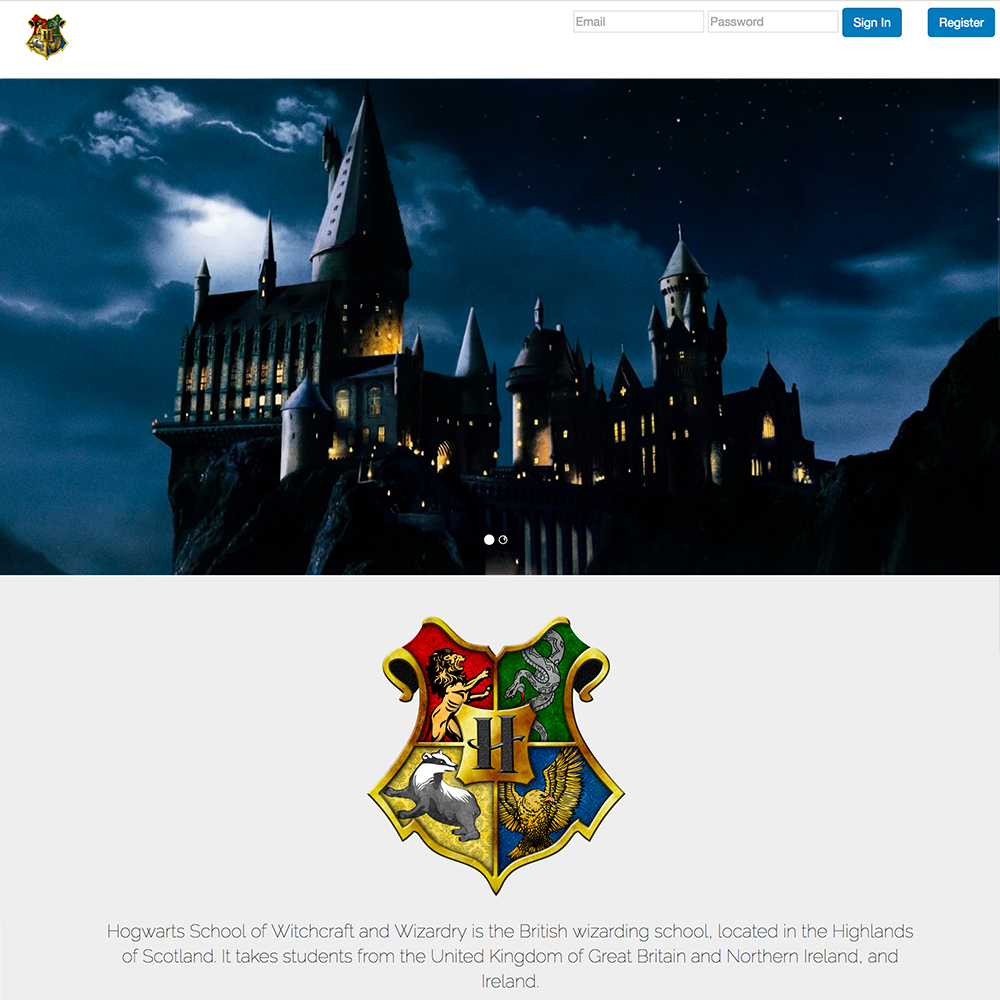 Email Password Sign In Register
H
Hogwarts School of Witchcraft and Wizardry is the British wizarding school, located in the Highlands
of Scotland. It takes students from the United Kingdom of Great Britain and Northern Ireland, and
Ireland.